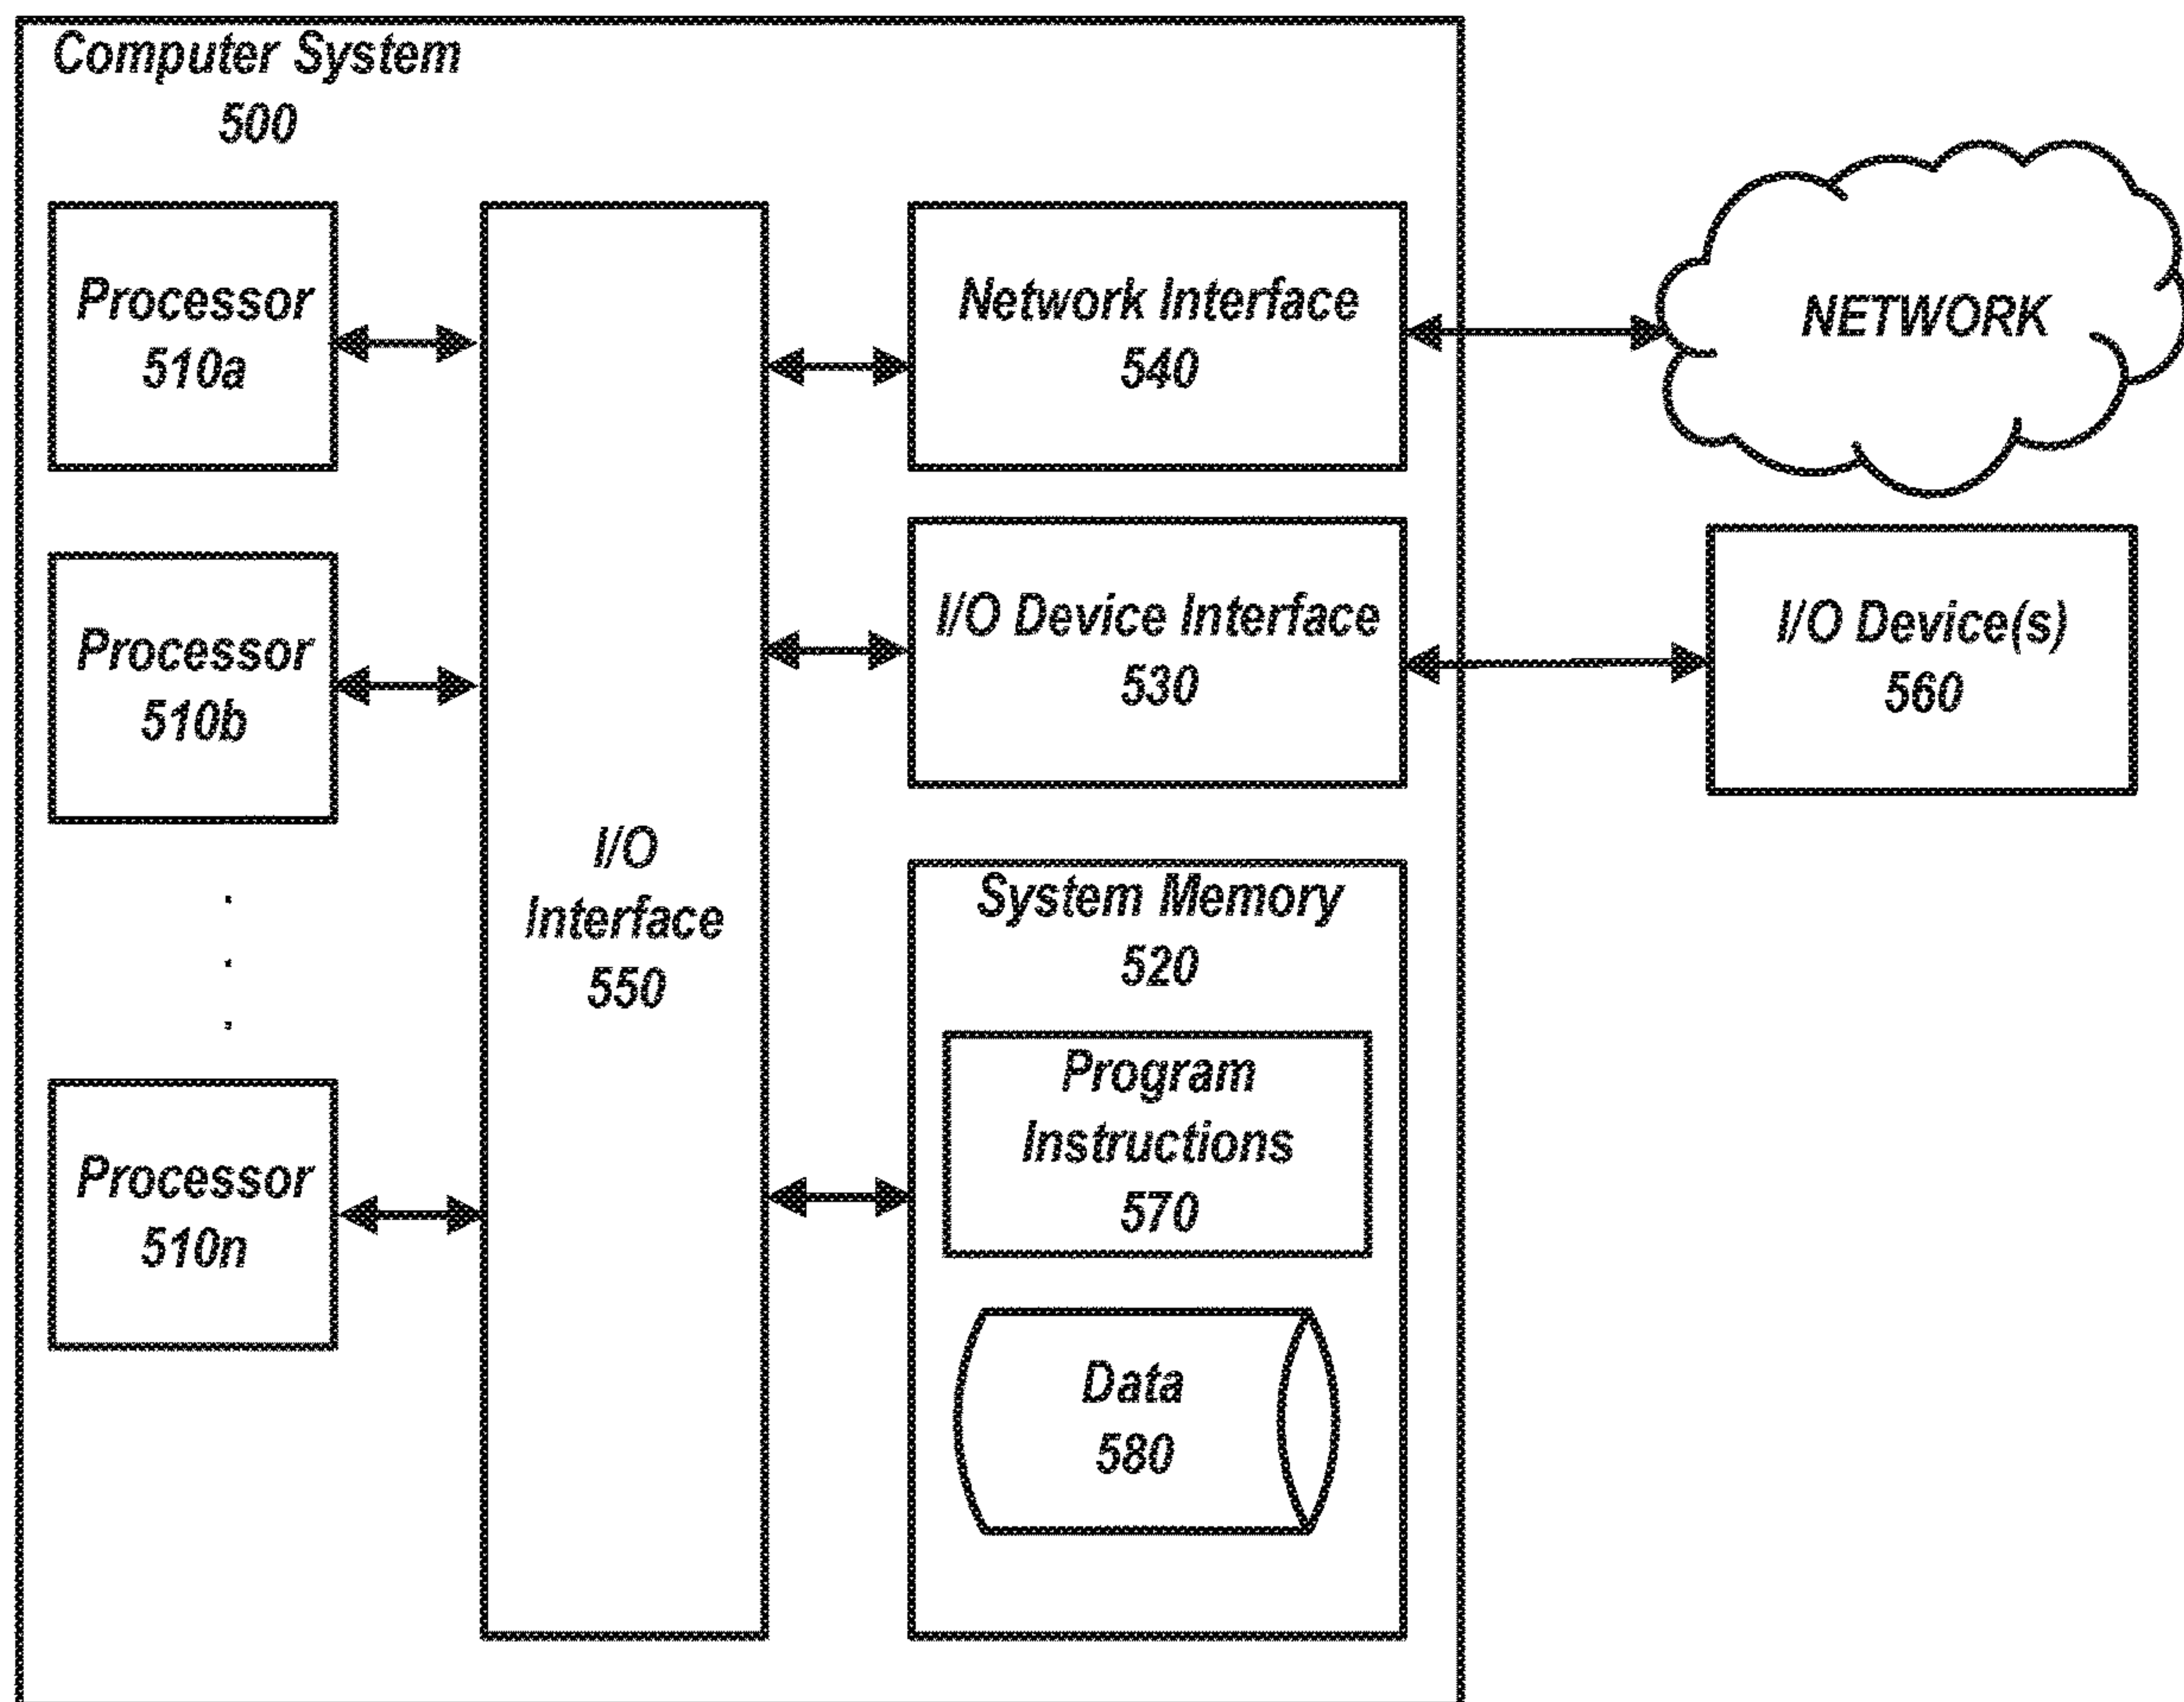 Computer System
500
Processor
510a
Processor
510b
Processor
510n
I/O
Interface
550
Network Interface
540
I/O Device Interface
530
System Memory
520
Program
Instructions
570
Data
580
NETWORK
I/O Device(s)
560